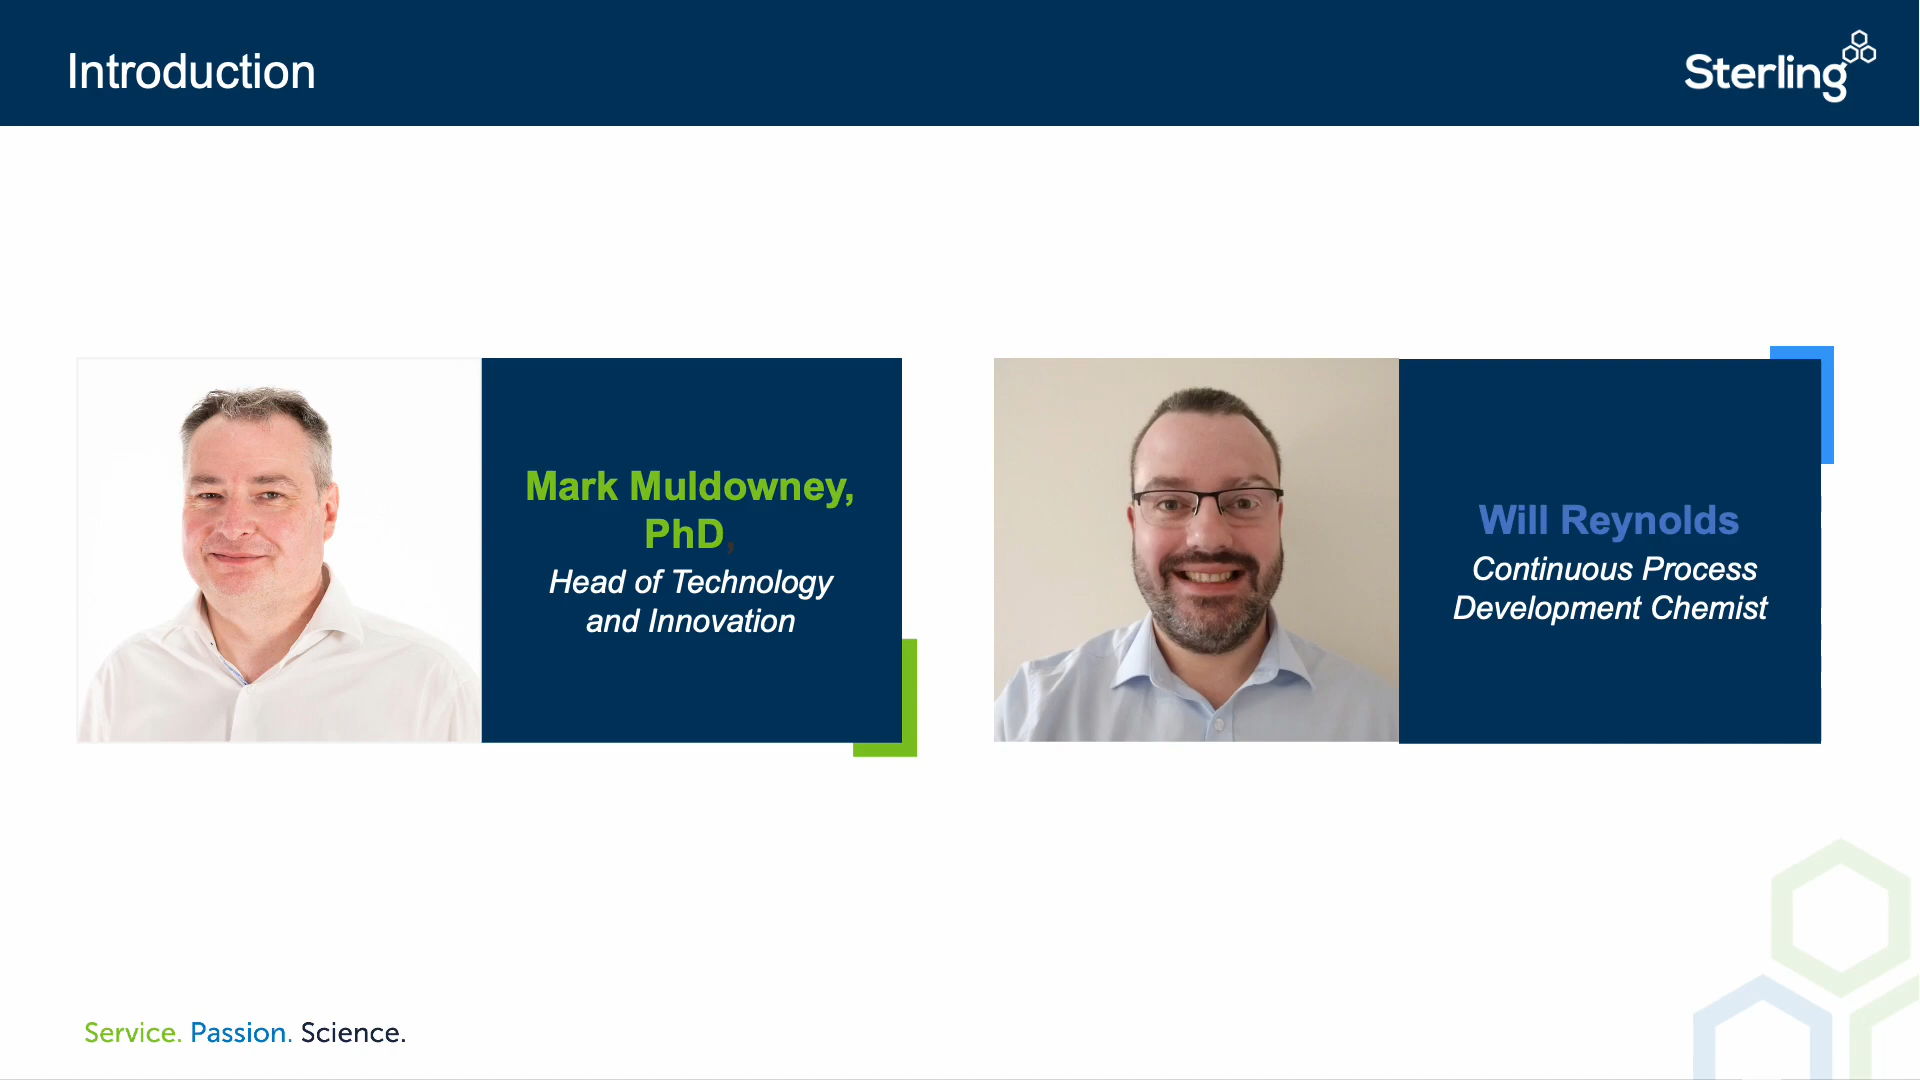 Introduction
Sterling
Mark Muldowney,
PhD,
Head of Technology
and Innovation
Will Reynolds
Continuous Process
Development Chemist
Service. Passion. Science.